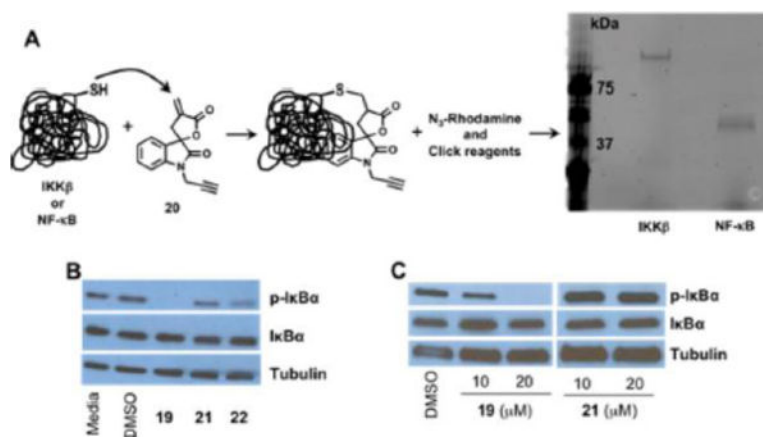 A
SH
+
O
O
O
N
IKKβ
or
NF-κB
20
S
O
O
O
N
+
N₃-Rhodamine
and
Click reagents
kDa
75
37
IKKβ NF-κB
B
p-IκBα
IκBα
Tubulin
Media DMSO 19 21 22
C
p-IκBα
IκBα
Tubulin
DMSO 10 20 10 20
19 (μM) 21 (μM)